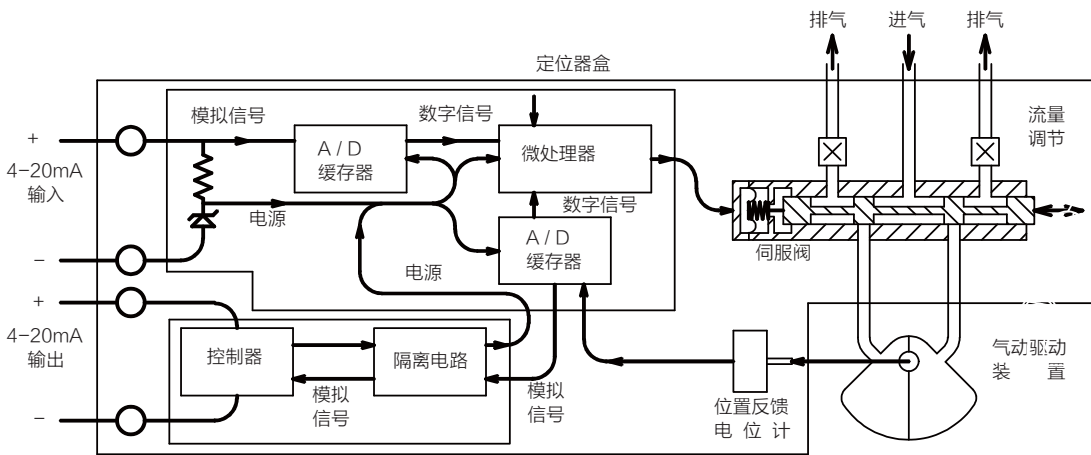 排气
进气
排气
定位器盒
模拟信号
数字信号
流量
调节
+
4-20mA
输入
-
A / D
缓存器
微处理器
电源
数字信号
A / D
缓存器
伺服阀
电源
+
4-20mA
输出
-
控制器
隔离电路
模拟
信号
模拟
信号
位置反馈
电 位 计
气动驱动
装 置